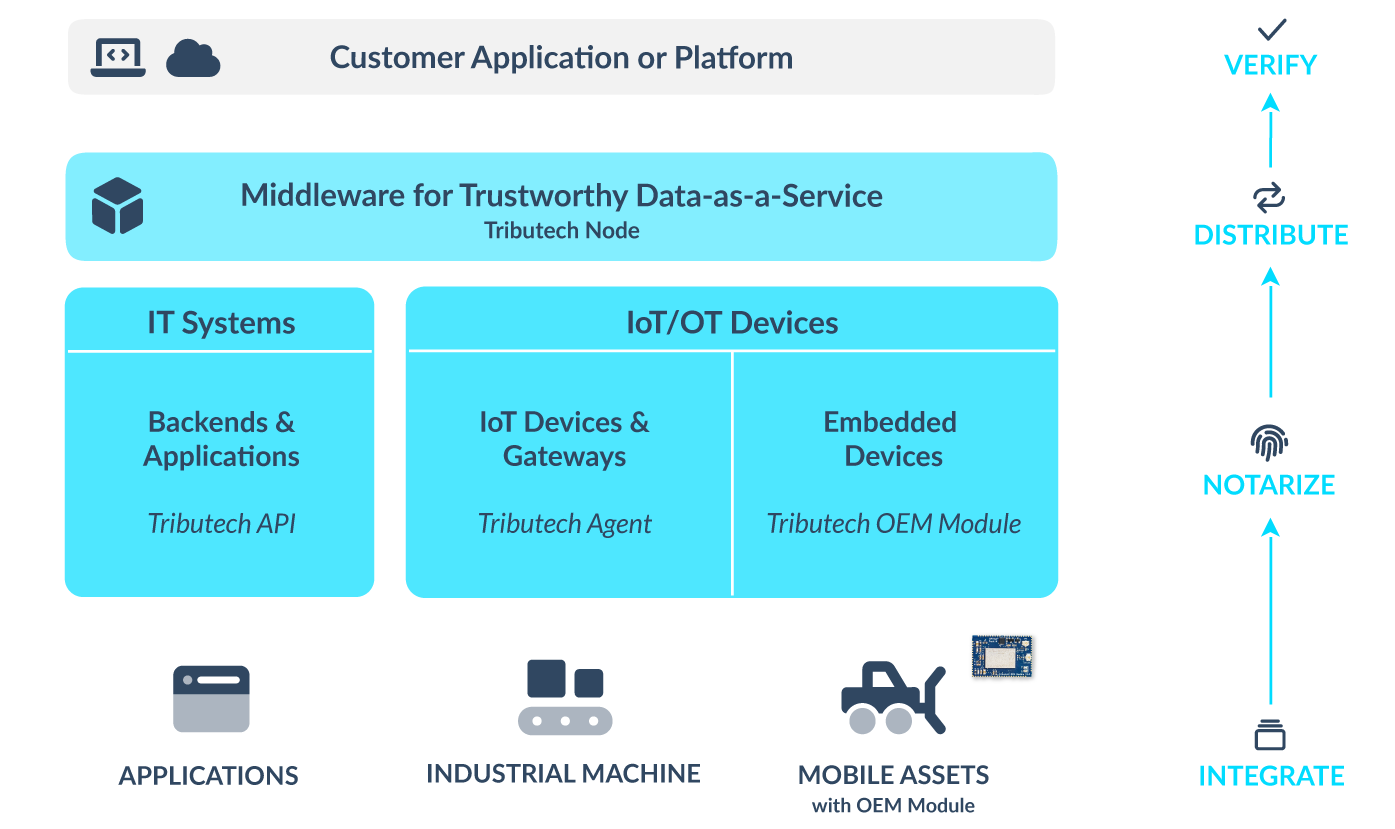 Customer Application or Platform
VERIFY
Middleware for Trustworthy Data-as-a-Service
Tributech Node
DISTRIBUTE
IT Systems
IoT/OT Devices
Backends &
Applications
Tributech API
IoT Devices &
Gateways
Tributech Agent
Embedded
Devices
Tributech OEM Module
NOTARIZE
APPLICATIONS
INDUSTRIAL MACHINE
MOBILE ASSETS
with OEM Module
INTEGRATE